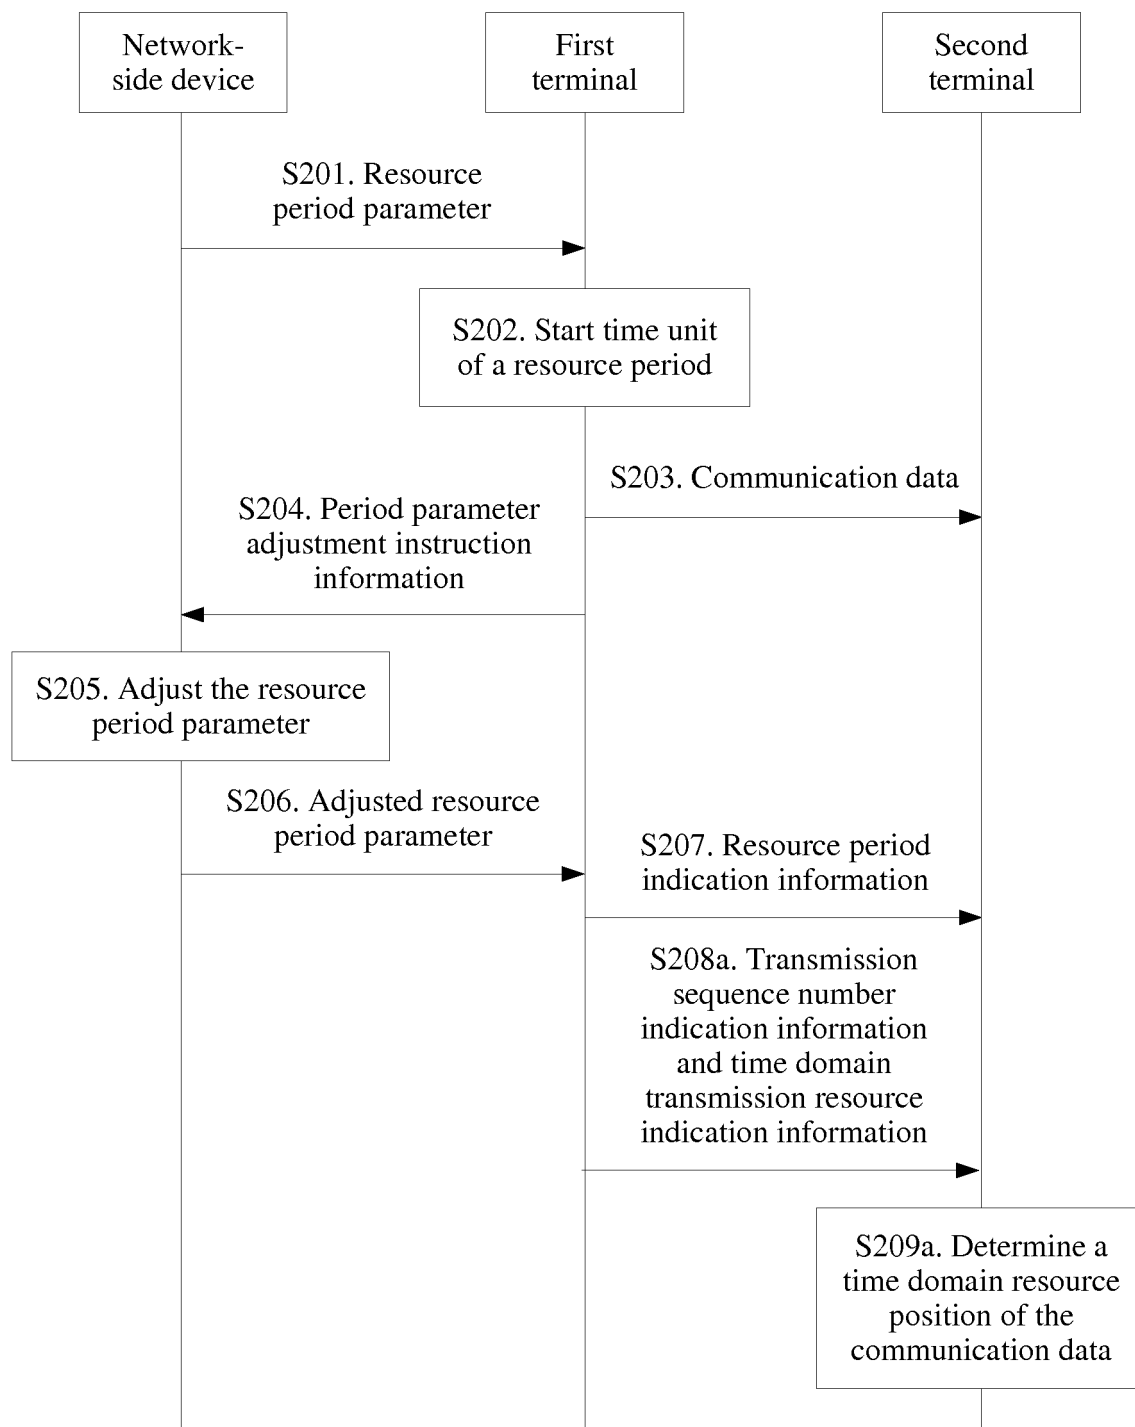 Network-
side device
First
terminal
Second
terminal
S201. Resource
period parameter
S202. Start time unit
of a resource period
S203. Communication data
S204. Period parameter
adjustment instruction
information
S205. Adjust the resource
period parameter
S206. Adjusted resource
period parameter
S207. Resource period
indication information
S208a. Transmission
sequence number
indication information
and time domain
transmission resource
indication information
S209a. Determine a
time domain resource
position of the
communication data